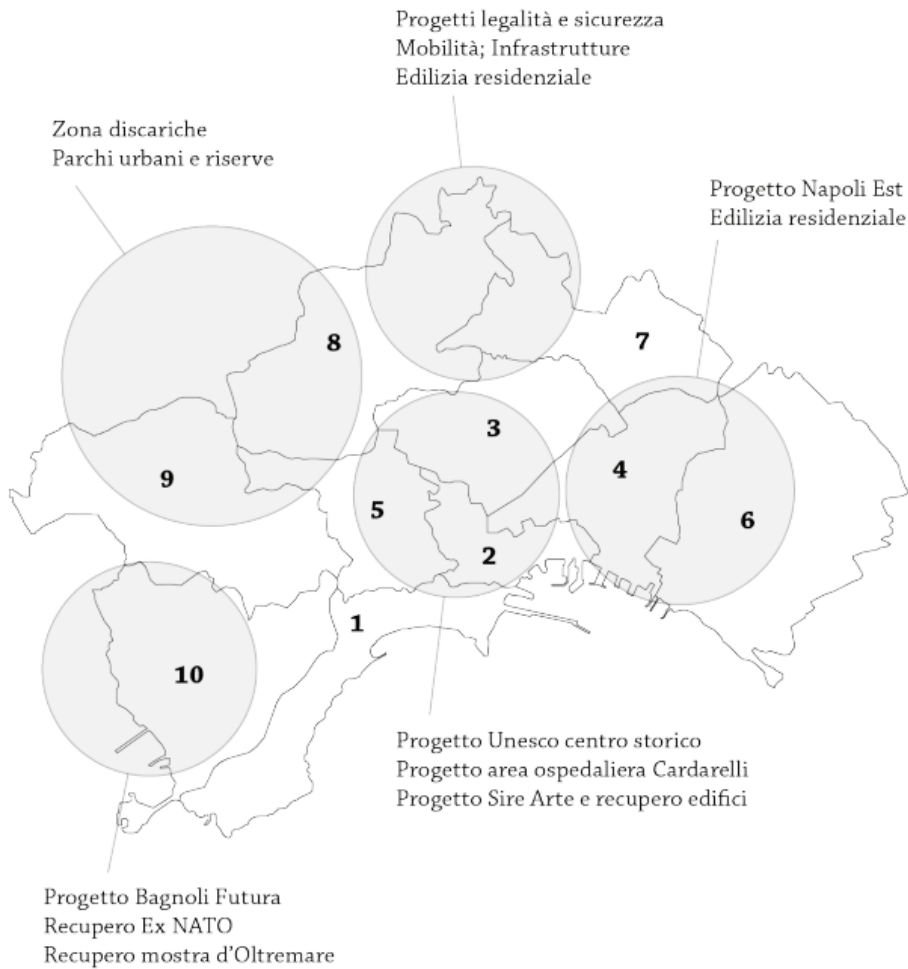 Progetti legalità e sicurezza
Mobilità; Infrastrutture
Edilizia residenziale
Zona discariche
Parchi urbani e riserve
Progetto Napoli Est
Edilizia residenziale
8
7
3
9
5
4
6
2
1
10
Progetto Unesco centro storico
Progetto area ospedaliera Cardarelli
Progetto Sire Arte e recupero edifici
Progetto Bagnoli Futura
Recupero Ex NATO
Recupero mostra d'Oltremare